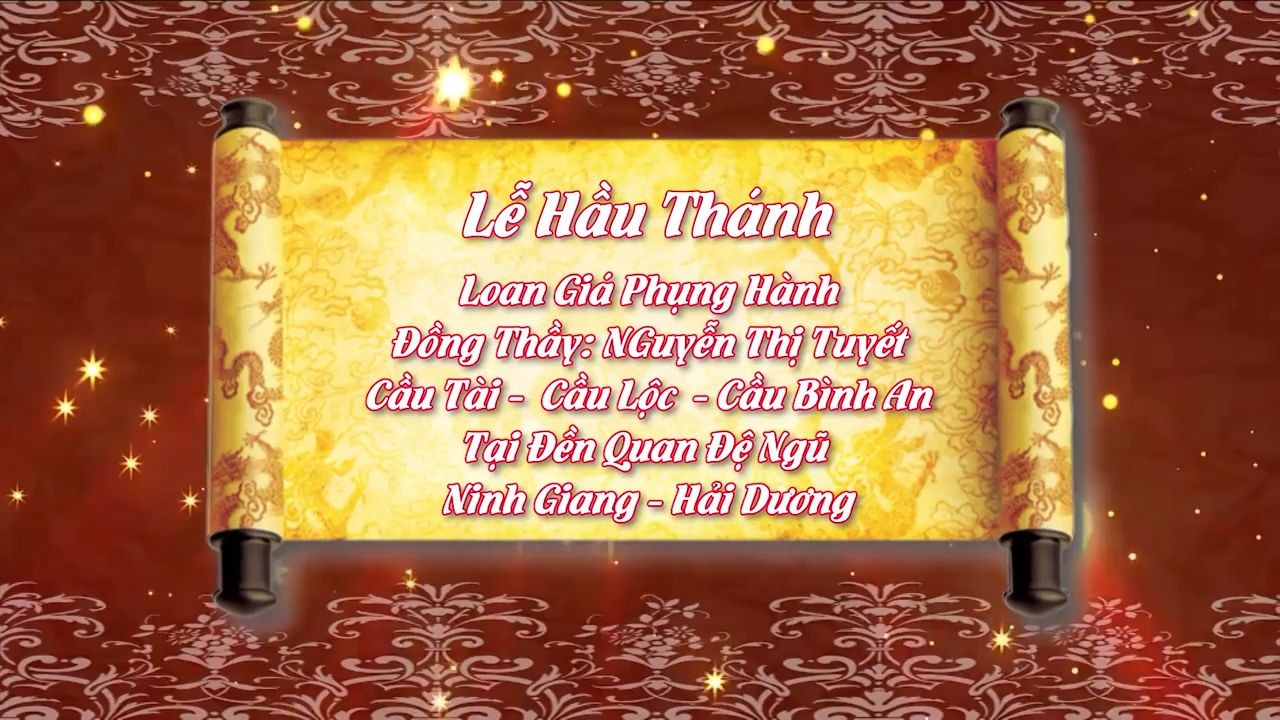 Lễ Hầu Thánh
Loan Giá Phụng Hành
Đồng Thầy: NGuyễn Thị Tuyết
Cầu Tài - Cầu Lộc - Cầu Bình An
Tại Đền Quan Đệ Ngũ
Ninh Giang - Hải Dương